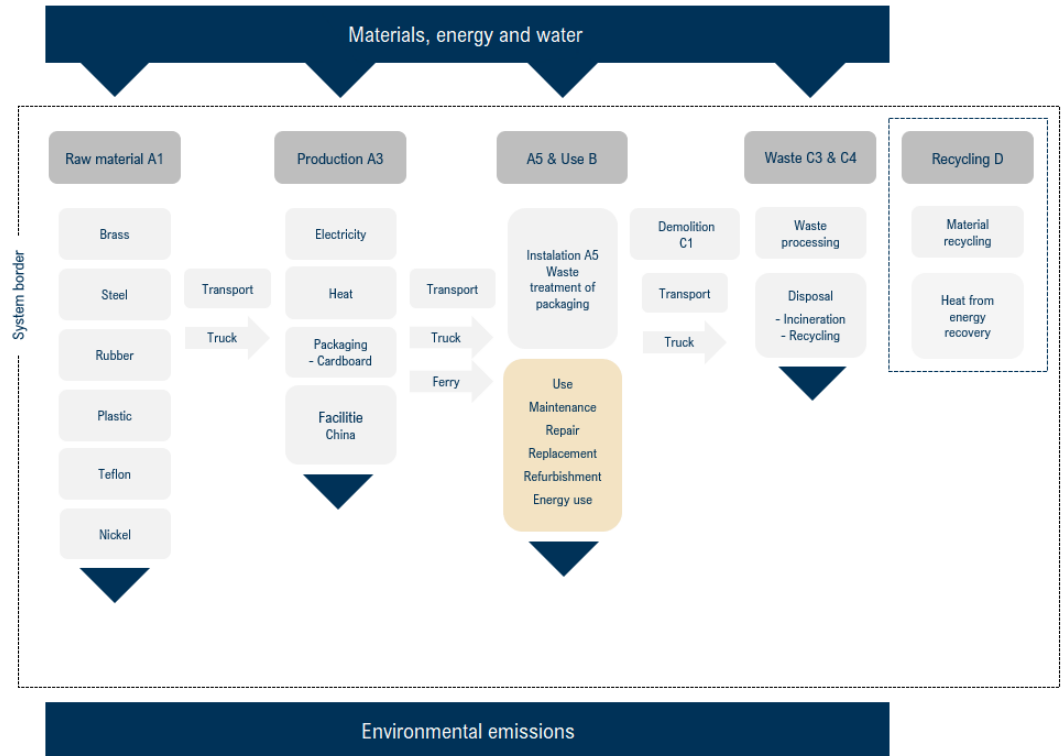 Materials, energy and water
System border
Raw material A1
Brass
Steel
Rubber
Plastic
Teflon
Nickel
Transport
Truck
Production A3
Electricity
Heat
Packaging
- Cardboard
Facilitie
China
Transport
Truck
Ferry
A5 & Use B
Instalation A5
Waste
treatment of
packaging
Use
Maintenance
Repair
Replacement
Refurbishment
Energy use
Demolition
C1
Transport
Truck
Waste C3 & C4
Waste
processing
Disposal
- Incineration
- Recycling
Recycling D
Material
recycling
Heat from
energy
recovery
Environmental emissions